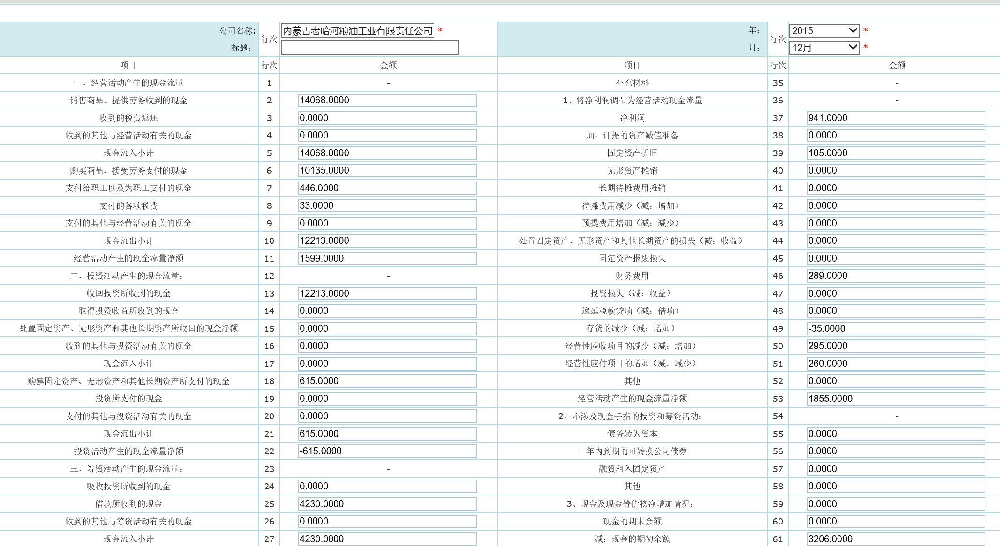 公司名称: 行次 内蒙古老哈河粮油工业有限责任公司 * 年: 行次 2015 *
标题: 月: 12月 *
项目 行次 金额 项目 行次 金额
一、经营活动产生的现金流量 1 - 补充材料 35 -
销售商品、提供劳务收到的现金 2 14068.0000 1、将净利润调节为经营活动现金流量 36 -
收到的税费返还 3 0.0000 净利润 37 941.0000
收到的其他与经营活动有关的现金 4 0.0000 加: 计提的资产减值准备 38 0.0000
现金流入小计 5 14068.0000 固定资产折旧 39 105.0000
购买商品、接受劳务支付的现金 6 10135.0000 无形资产摊销 40 0.0000
支付给职工以及为职工支付的现金 7 446.0000 长期待摊费用摊销 41 0.0000
支付的各项税费 8 33.0000 待摊费用减少（减: 增加） 42 0.0000
支付的其他与经营活动有关的现金 9 0.0000 预提费用增加（减: 减少） 43 0.0000
现金流出小计 10 12213.0000 处置固定资产、无形资产和其他长期资产的损失（减: 收益） 44 0.0000
经营活动产生的现金流量净额 11 1599.0000 固定资产报废损失 45 0.0000
二、投资活动产生的现金流量: 12 - 财务费用 46 289.0000
收回投资所收到的现金 13 12213.0000 投资损失（减: 收益） 47 0.0000
取得投资收益所收到的现金 14 0.0000 递延税款贷项（减: 借项） 48 0.0000
处置固定资产、无形资产和其他长期资产所收回的现金净额 15 0.0000 存货的减少（减: 增加） 49 -35.0000
收到的其他与投资活动有关的现金 16 0.0000 经营性应收项目的减少（减: 增加） 50 295.0000
现金流入小计 17 0.0000 经营性应付项目的增加（减: 减少） 51 260.0000
购建固定资产、无形资产和其他长期资产所支付的现金 18 615.0000 其他 52 0.0000
投资所支付的现金 19 0.0000 经营活动产生的现金流量净额 53 1855.0000
支付的其他与投资活动有关的现金 20 0.0000 2、不涉及现金手指的投资和筹资活动: 54 -
现金流出小计 21 615.0000 债务转为资本 55 0.0000
投资活动产生的现金流量净额 22 -615.0000 一年内到期的可转换公司债券 56 0.0000
三、筹资活动产生的现金流量: 23 - 融资租入固定资产 57 0.0000
吸收投资所收到的现金 24 0.0000 其他 58 0.0000
借款所收到的现金 25 4230.0000 3、现金及现金等价物净增加情况: 59 0.0000
收到的其他与筹资活动有关的现金 26 0.0000 现金的期末余额 60 0.0000
现金流入小计 27 4230.0000 减: 现金的期初余额 61 3206.0000